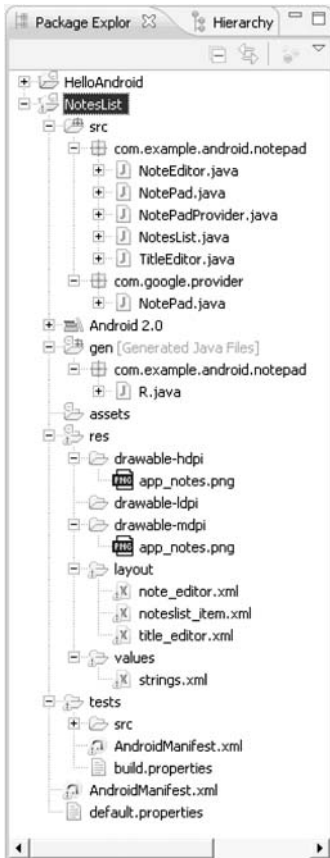 Package Explor Hierarchy
HelloAndroid
NotesList
src
com.example.android.notepad
NoteEditor.java
NotePad.java
NotePadProvider.java
NotesList.java
TitleEditor.java
com.google.provider
NotePad.java
Android 2.0
gen [Generated Java Files]
com.example.android.notepad
R.java
assets
res
drawable-hdpi
app_notes.png
drawable-ldpi
drawable-mdpi
app_notes.png
layout
note_editor.xml
noteslist_item.xml
title_editor.xml
values
strings.xml
tests
src
AndroidManifest.xml
build.properties
AndroidManifest.xml
default.properties